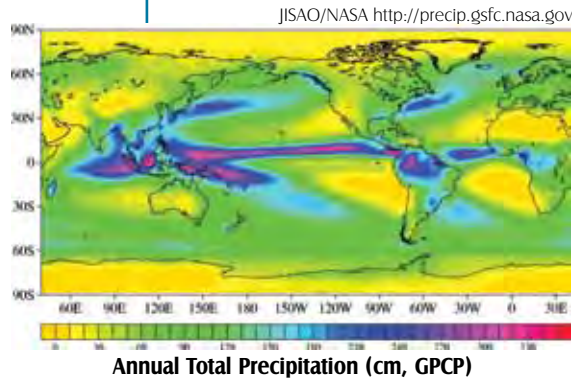 JISAO/NASA http://precip.gsfc.nasa.gov
90N
60N
30N
0
30S
60S
90S
60E 90E 120E 150E 180 150W 120W 90W 60W 30W 0 30E
Annual Total Precipitation (cm, GPCP)